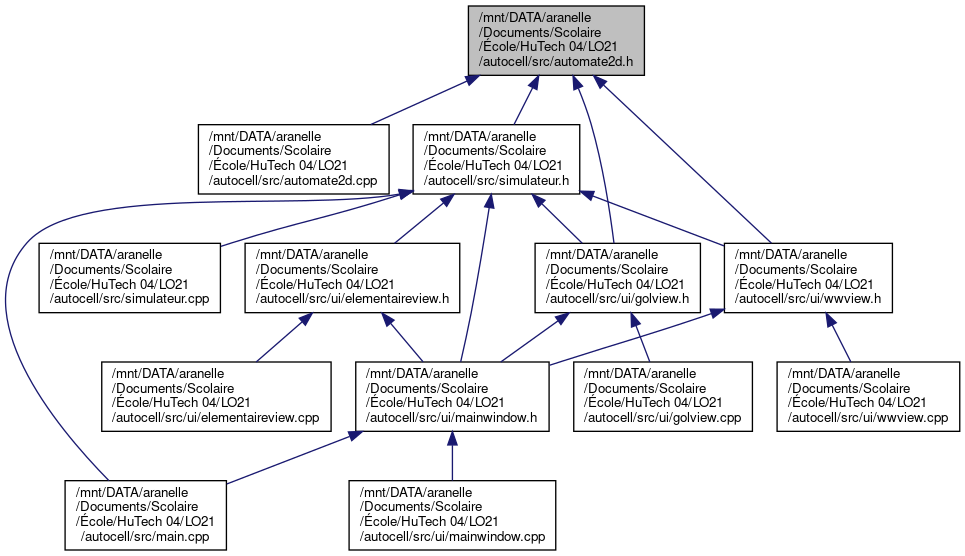 /mnt/DATA/aranelle
/Documents/Scolaire
/École/HuTech 04/LO21
/autocell/src/automate2d.h
/mnt/DATA/aranelle
/Documents/Scolaire
/École/HuTech 04/LO21
/autocell/src/automate2d.cpp
/mnt/DATA/aranelle
/Documents/Scolaire
/École/HuTech 04/LO21
/autocell/src/simulateur.h
/mnt/DATA/aranelle
/Documents/Scolaire
/École/HuTech 04/LO21
/autocell/src/simulateur.cpp
/mnt/DATA/aranelle
/Documents/Scolaire
/École/HuTech 04/LO21
/autocell/src/ui/elementaireview.h
/mnt/DATA/aranelle
/Documents/Scolaire
/École/HuTech 04/LO21
/autocell/src/ui/golview.h
/mnt/DATA/aranelle
/Documents/Scolaire
/École/HuTech 04/LO21
/autocell/src/ui/wwview.h
/mnt/DATA/aranelle
/Documents/Scolaire
/École/HuTech 04/LO21
/autocell/src/ui/elementaireview.cpp
/mnt/DATA/aranelle
/Documents/Scolaire
/École/HuTech 04/LO21
/autocell/src/ui/mainwindow.h
/mnt/DATA/aranelle
/Documents/Scolaire
/École/HuTech 04/LO21
/autocell/src/ui/golview.cpp
/mnt/DATA/aranelle
/Documents/Scolaire
/École/HuTech 04/LO21
/autocell/src/ui/wwview.cpp
/mnt/DATA/aranelle
/Documents/Scolaire
/École/HuTech 04/LO21
/autocell/src/main.cpp
/mnt/DATA/aranelle
/Documents/Scolaire
/École/HuTech 04/LO21
/autocell/src/ui/mainwindow.cpp